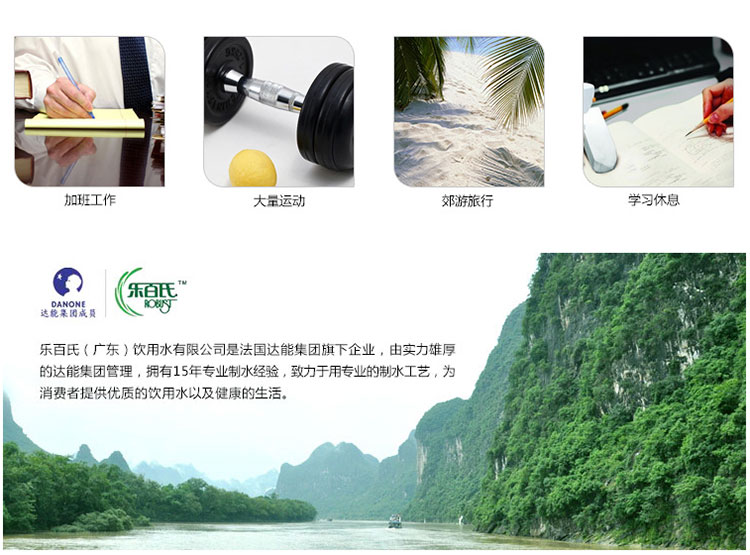 加班工作
大量运动
郊游旅行
学习休息
DANONE
达能集团成员
乐百氏™
ROBUST
乐百氏（广东）饮用水有限公司是法国达能集团旗下企业，由实力雄厚
的达能集团管理，拥有15年专业制水经验，致力于用专业的制水工艺，为
消费者提供优质的饮用水以及健康的生活。